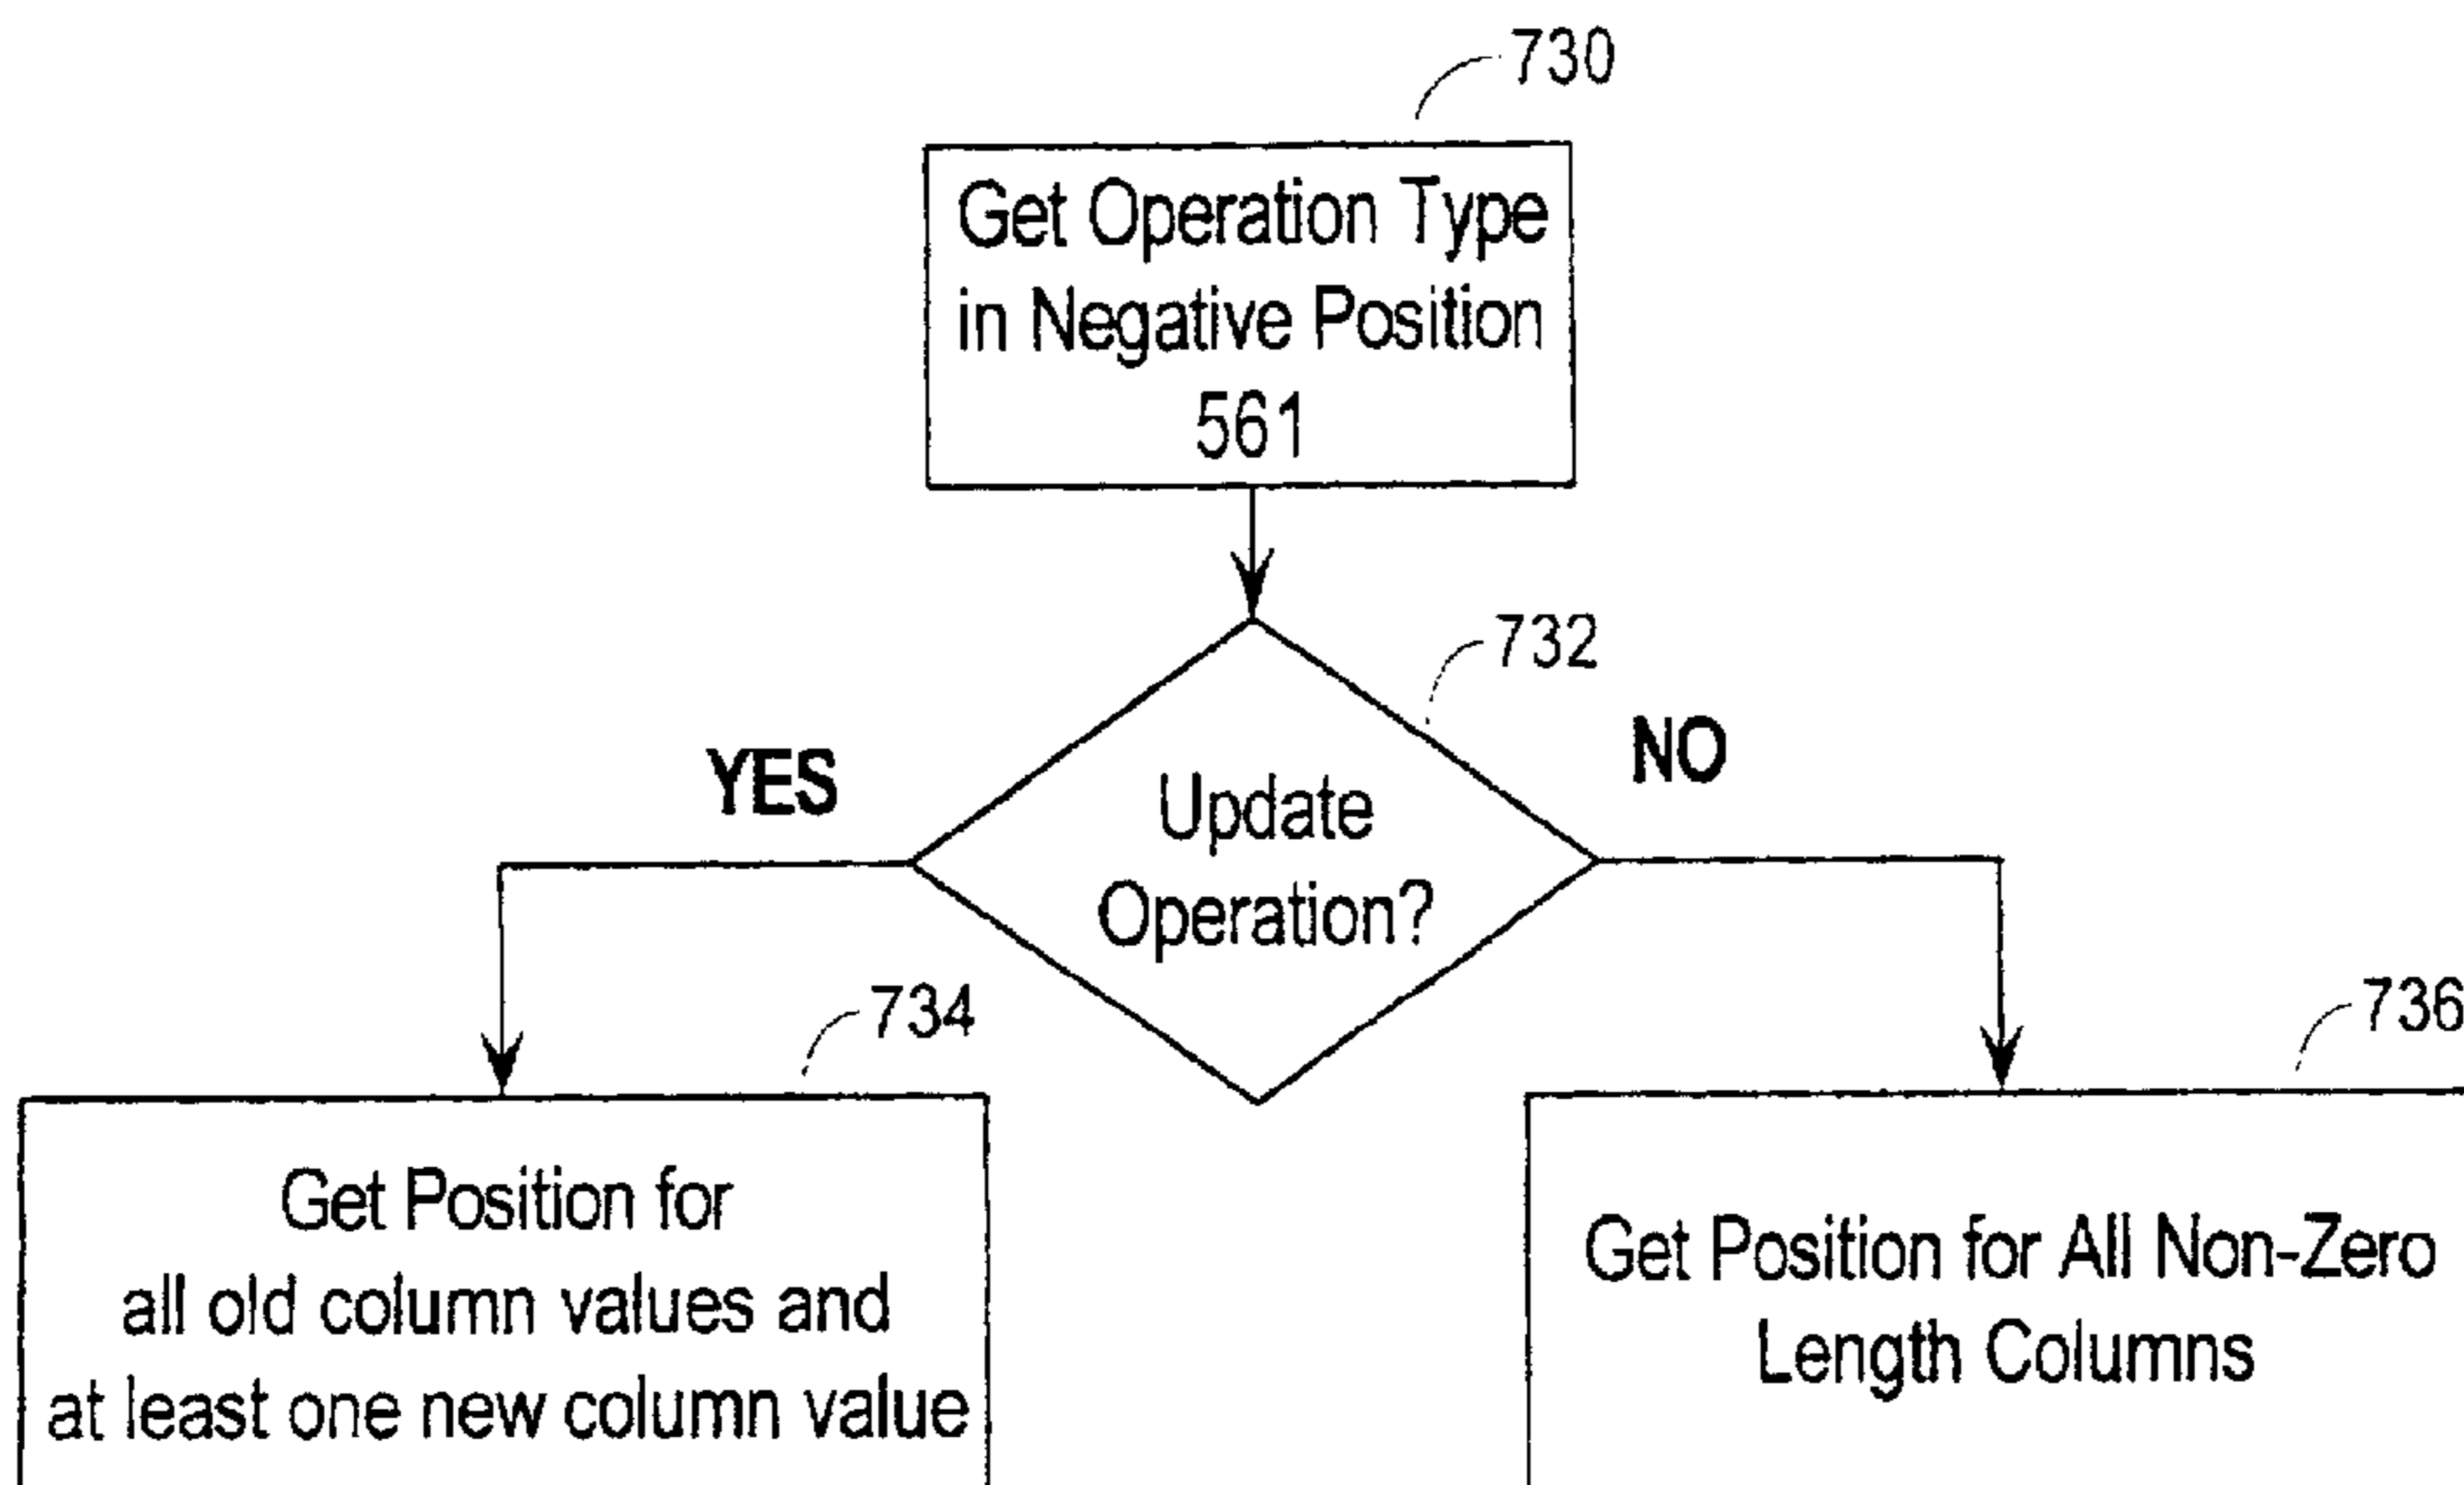 730
Get Operation Type
in Negative Position
561
732
YES
NO
Update
Operation?
734
736
Get Position for
all old column values and
at least one new column value
Get Position for All Non-Zero
Length Columns